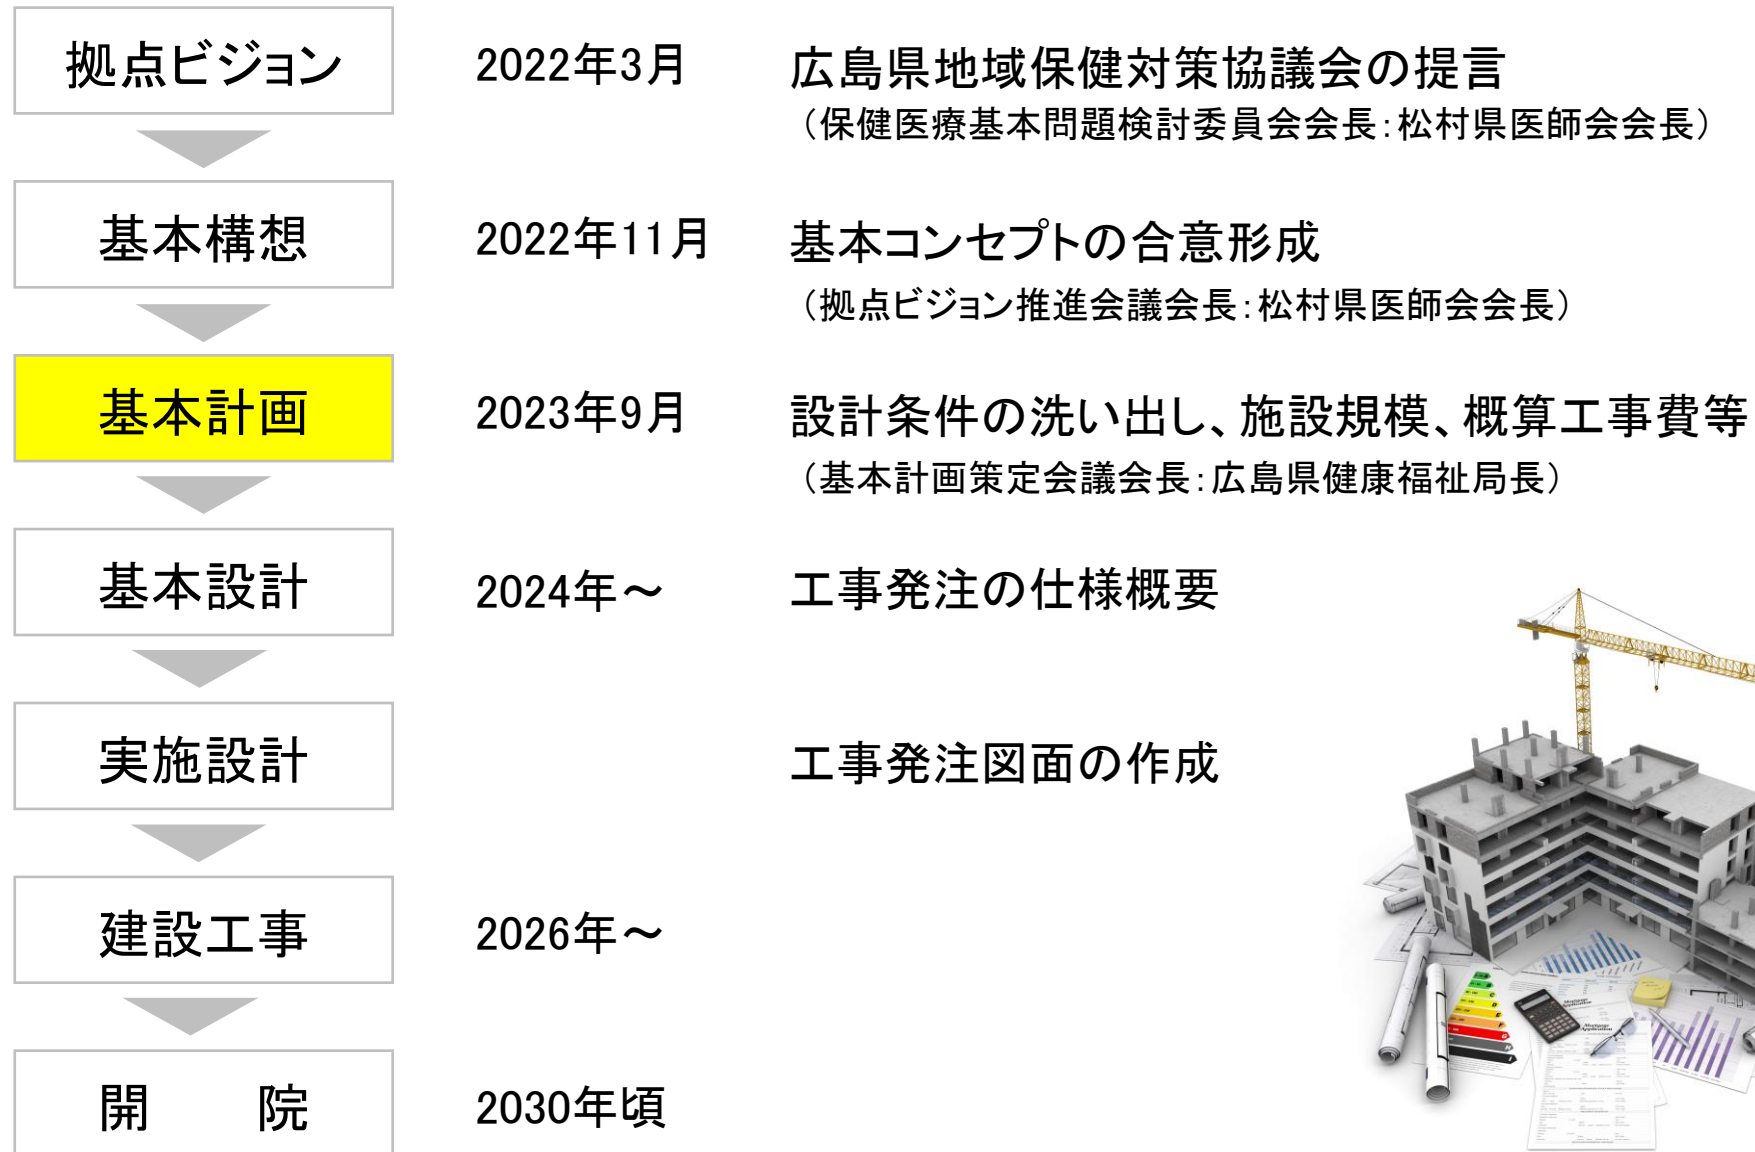 拠点ビジョン 2022年3月 広島県地域保健対策協議会の提言
（保健医療基本問題検討委員会会長：松村県医師会会長）
基本構想 2022年11月 基本コンセプトの合意形成
（拠点ビジョン推進会議会長：松村県医師会会長）
基本計画 2023年9月 設計条件の洗い出し、施設規模、概算工事費等
（基本計画策定会議会長：広島県健康福祉局長）
基本設計 2024年～ 工事発注の仕様概要
実施設計 工事発注図面の作成
建設工事 2026年～
開　　院 2030年頃
Mortgage
Application
Mortgage
Application